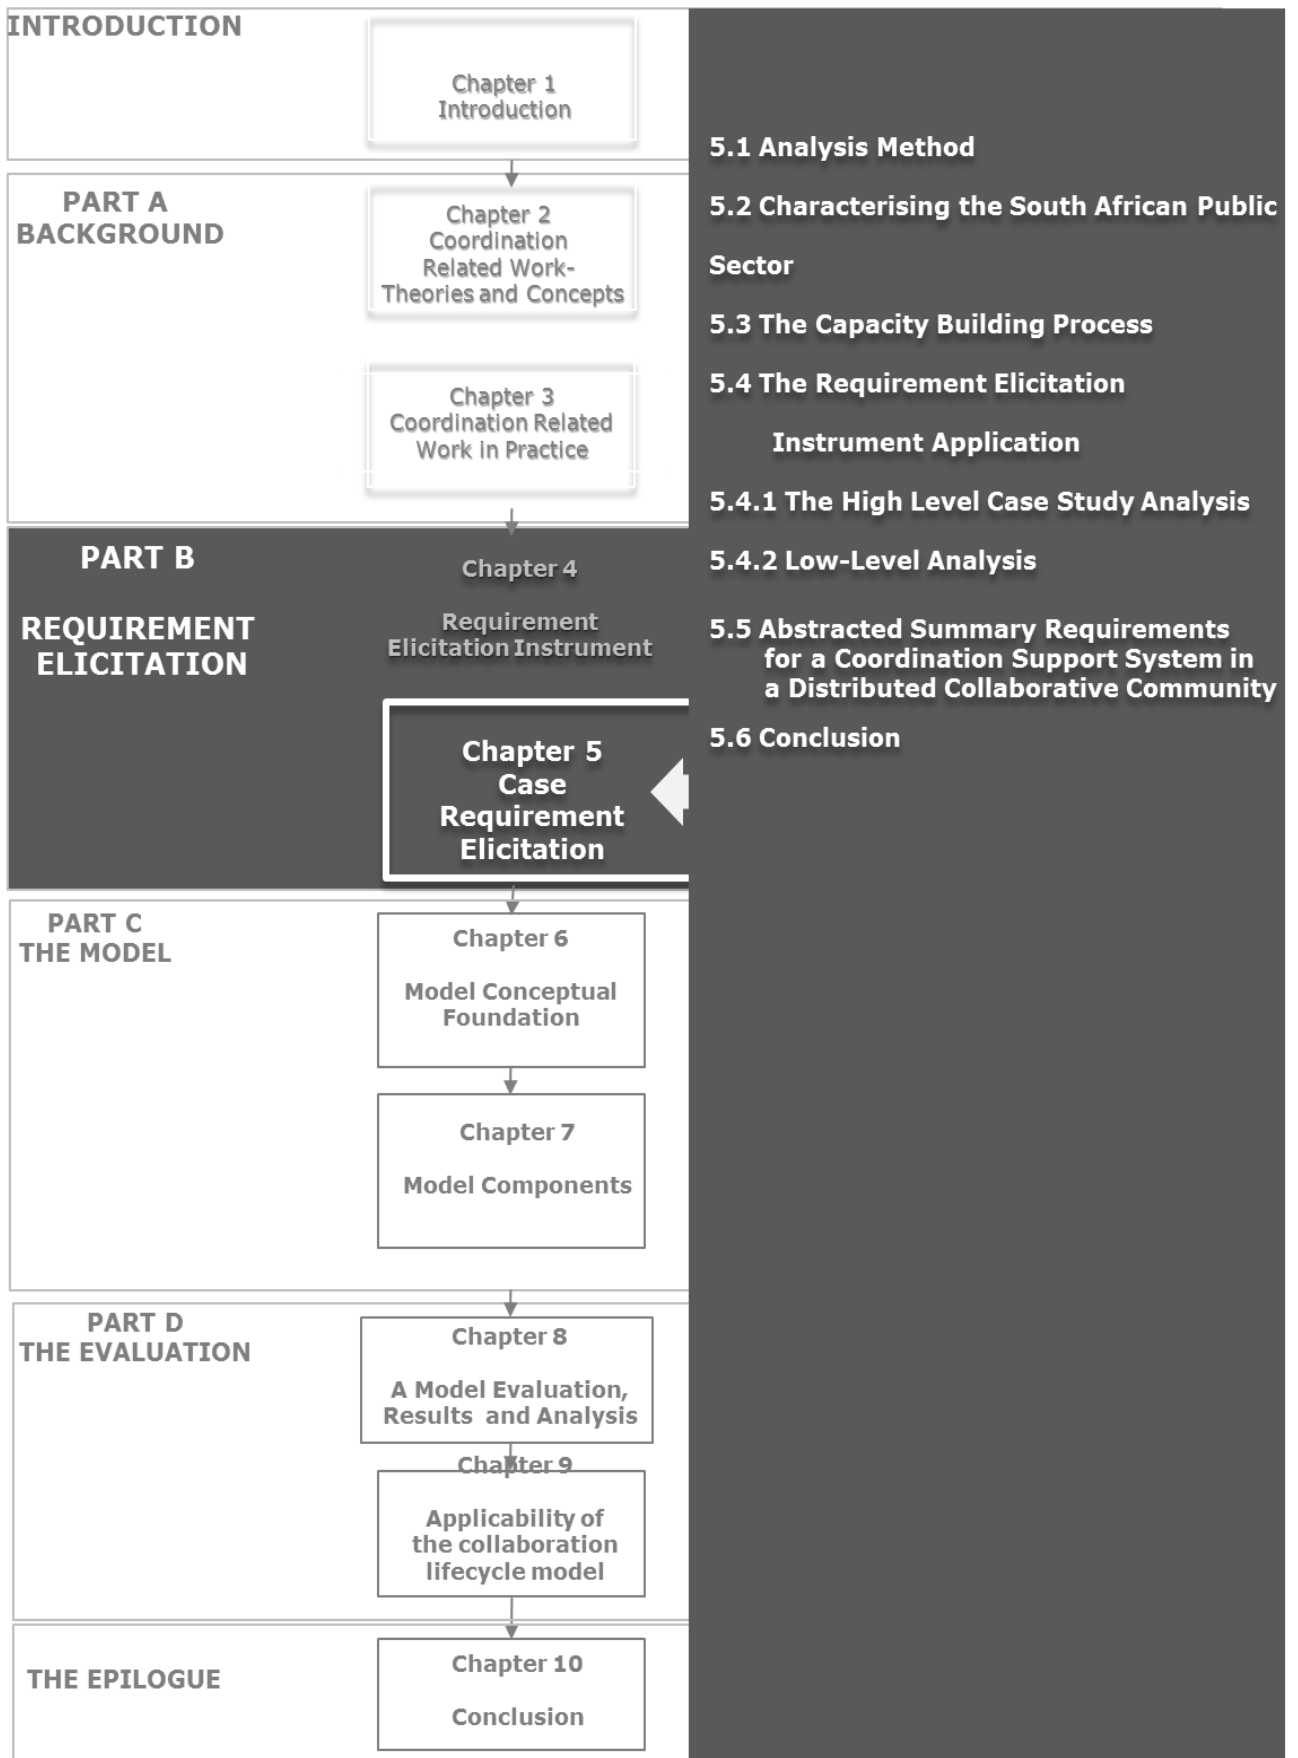 INTRODUCTION
Chapter 1
Introduction
PART A
BACKGROUND
Chapter 2
Coordination
Related Work-
Theories and Concepts
Chapter 3
Coordination Related
Work in Practice
PART B
REQUIREMENT
ELICITATION
Chapter 4
Requirement
Elicitation Instrument
Chapter 5
Case
Requirement
Elicitation
PART C
THE MODEL
Chapter 6
Model Conceptual
Foundation
Chapter 7
Model Components
PART D
THE EVALUATION
Chapter 8
A Model Evaluation,
Results and Analysis
Chapter 9
Applicability of
the collaboration
lifecycle model
THE EPILOGUE
Chapter 10
Conclusion
5.1 Analysis Method
5.2 Characterising the South African Public
Sector
5.3 The Capacity Building Process
5.4 The Requirement Elicitation
Instrument Application
5.4.1 The High Level Case Study Analysis
5.4.2 Low-Level Analysis
5.5 Abstracted Summary Requirements
for a Coordination Support System in
a Distributed Collaborative Community
5.6 Conclusion